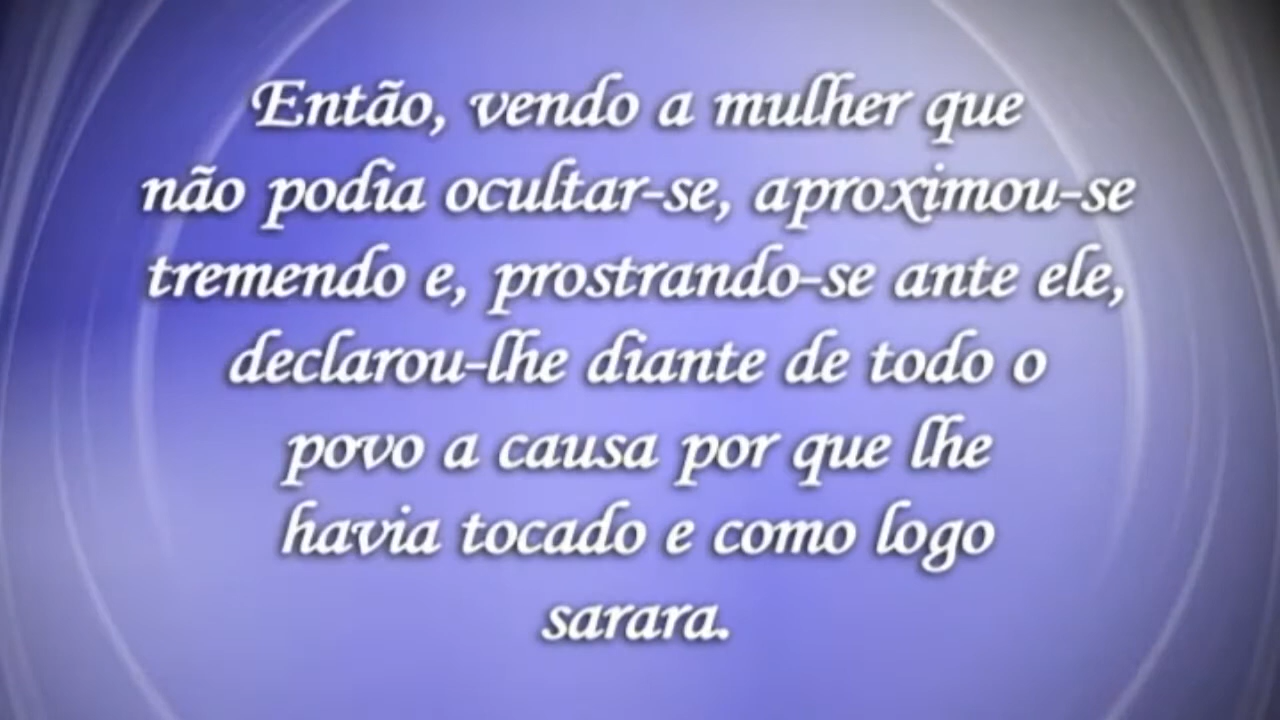 Então, vendo a mulher que
não podia ocultar-se, aproximou-se
tremendo e, prostrando-se ante ele,
declarou-lhe diante de todo o
povo a causa por que lhe
havia tocado e como logo
sarara.